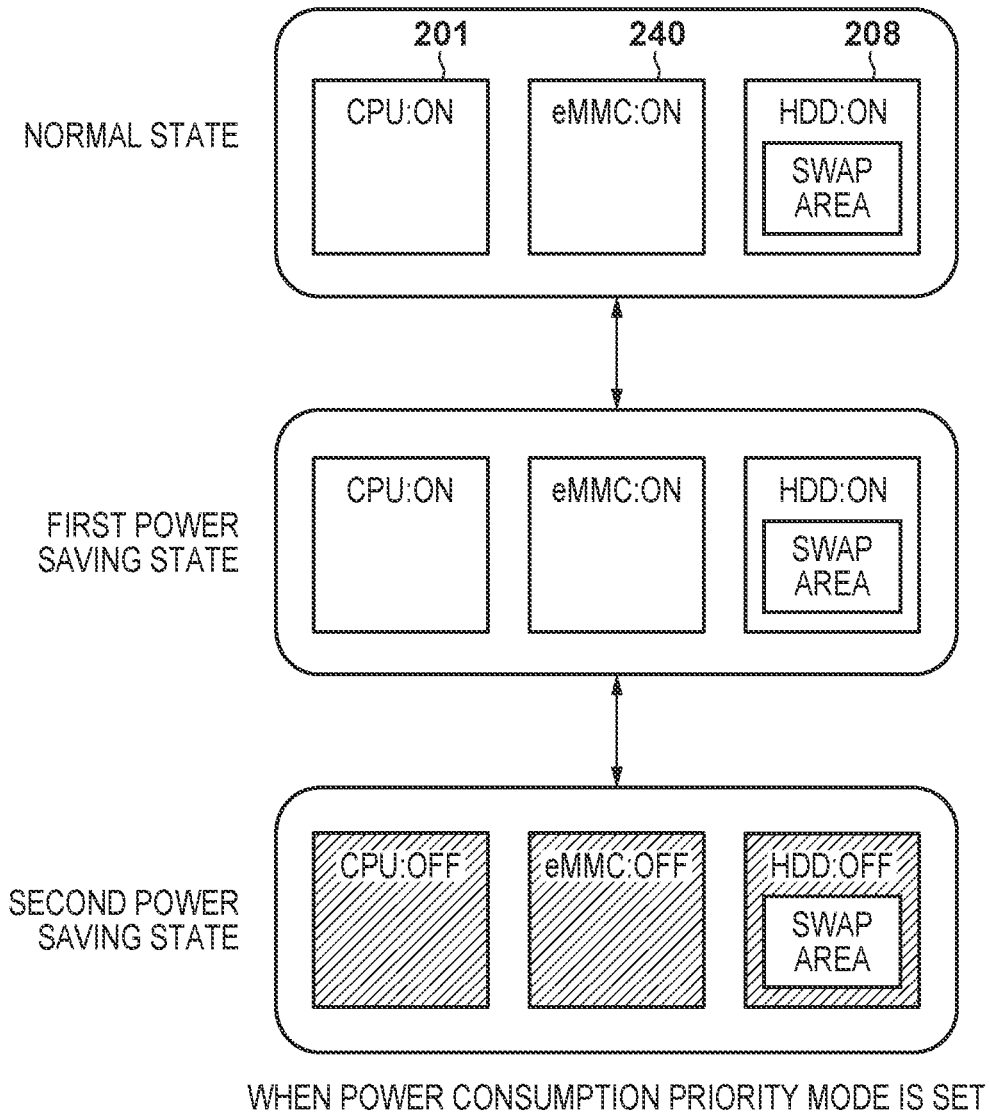 201 240 208
CPU:ON eMMC:ON HDD:ON
SWAP
AREA
NORMAL STATE
CPU:ON eMMC:ON HDD:ON
SWAP
AREA
FIRST POWER
SAVING STATE
CPU:OFF eMMC:OFF HDD:OFF
SWAP
AREA
SECOND POWER
SAVING STATE
WHEN POWER CONSUMPTION PRIORITY MODE IS SET